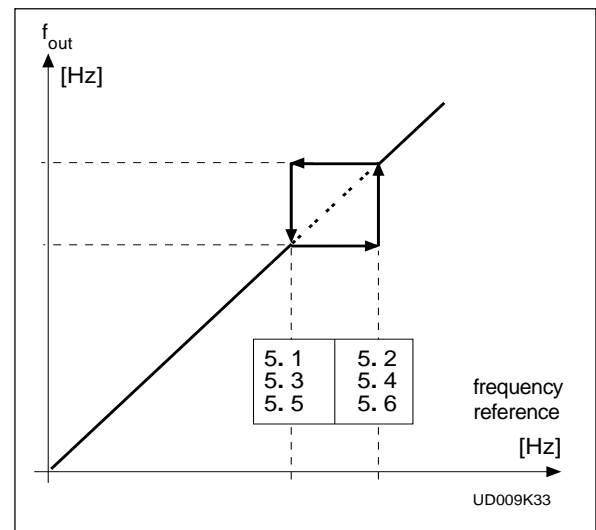 f out
[Hz]
5. 1 5. 2
5. 3 5. 4
5. 5 5. 6
frequency
reference
[Hz]
UD009K33